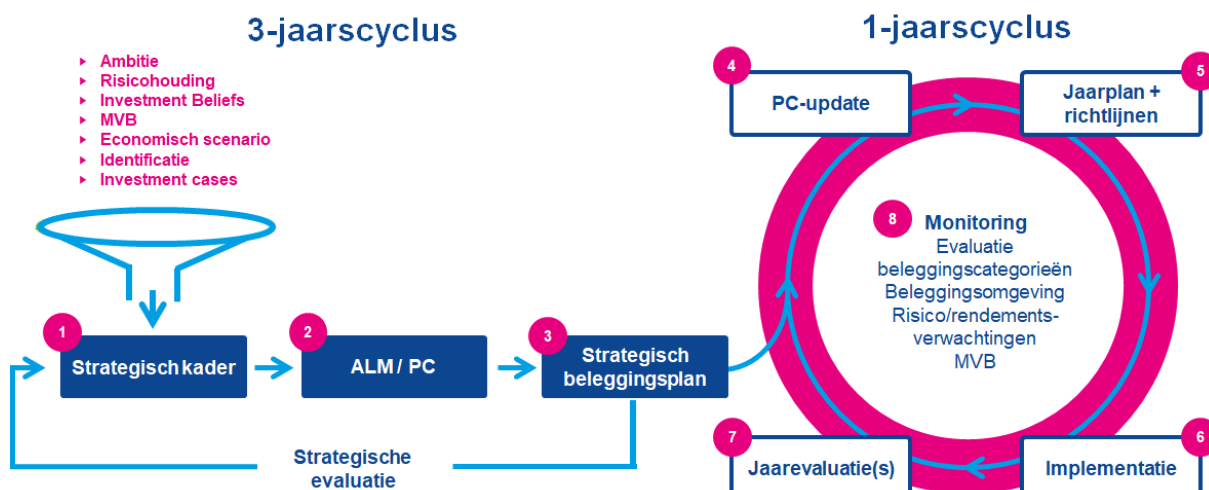 3-jaarscyclus
Ambitie
Risicohouding
Investment Beliefs
MVB
Economisch scenario
Identificatie
Investment cases
1
Strategisch kader
2
ALM / PC
3
Strategisch
beleggingsplan
Strategische
evaluatie
1-jaarscyclus
4
PC-update
5
Jaarplan +
richtlijnen
8
Monitoring
Evaluatie
beleggingscategorieën
Beleggingsomgeving
Risico/rendements-
verwachtingen
MVB
7
Jaarevaluatie(s)
6
Implementatie